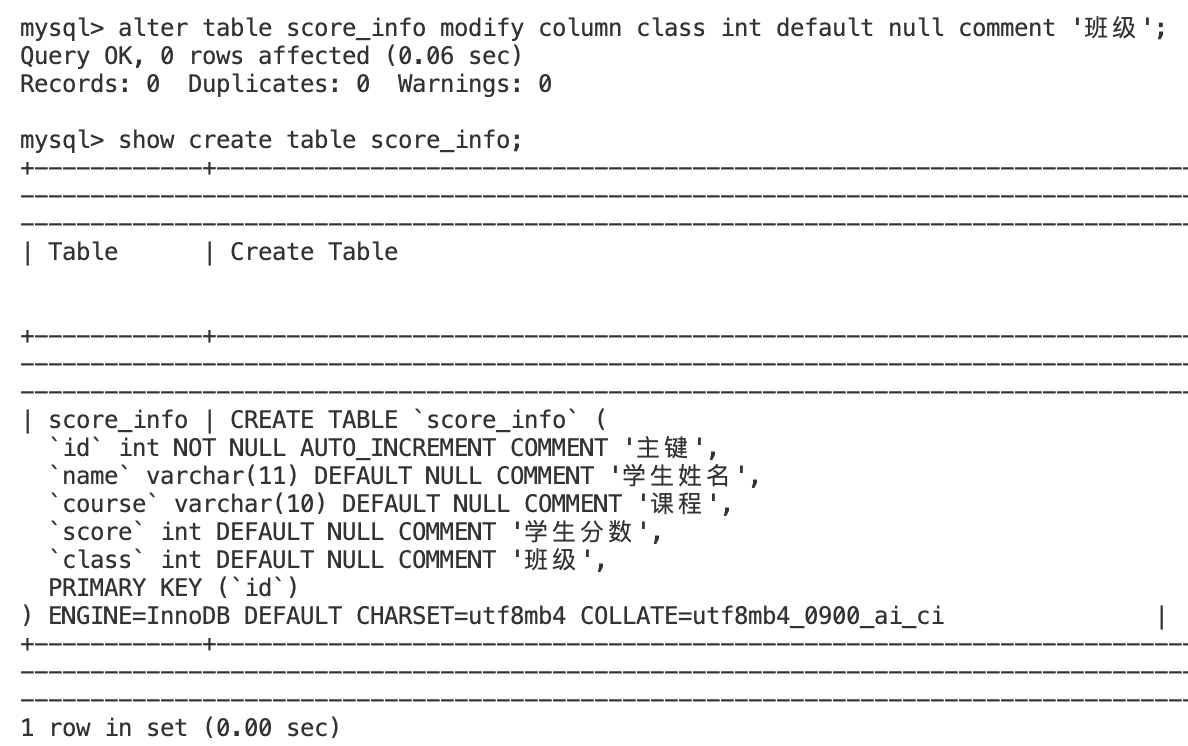 mysql> alter table score_info modify column class int default null comment '班级';
Query OK, 0 rows affected (0.06 sec)
Records: 0  Duplicates: 0  Warnings: 0
mysql> show create table score_info;
| Table      | Create Table
| score_info | CREATE TABLE `score_info` (
  `id` int NOT NULL AUTO_INCREMENT COMMENT '主键',
  `name` varchar(11) DEFAULT NULL COMMENT '学生姓名',
  `course` varchar(10) DEFAULT NULL COMMENT '课程',
  `score` int DEFAULT NULL COMMENT '学生分数',
  `class` int DEFAULT NULL COMMENT '班级',
  PRIMARY KEY (`id`)
) ENGINE=InnoDB DEFAULT CHARSET=utf8mb4 COLLATE=utf8mb4_0900_ai_ci               |
1 row in set (0.00 sec)